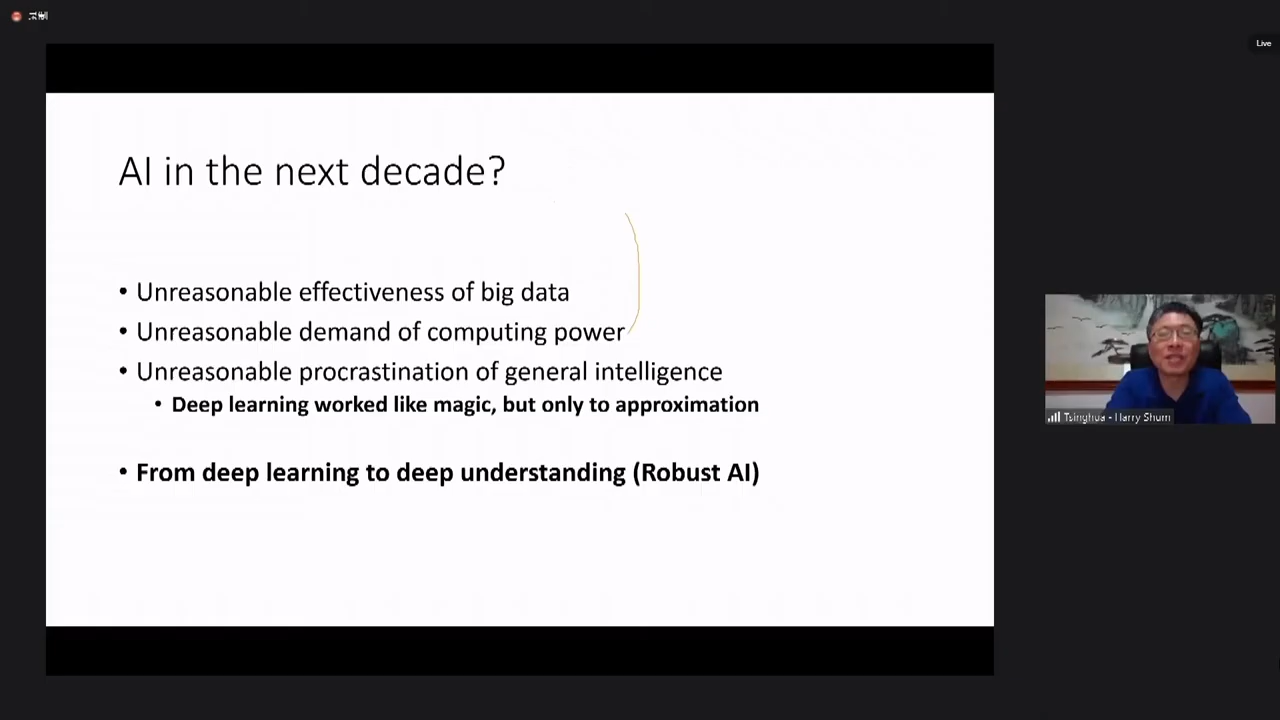 Live
AI in the next decade?
• Unreasonable effectiveness of big data
• Unreasonable demand of computing power
• Unreasonable procrastination of general intelligence
• Deep learning worked like magic, but only to approximation
• From deep learning to deep understanding (Robust AI)
Tsinghua - Harry Shum